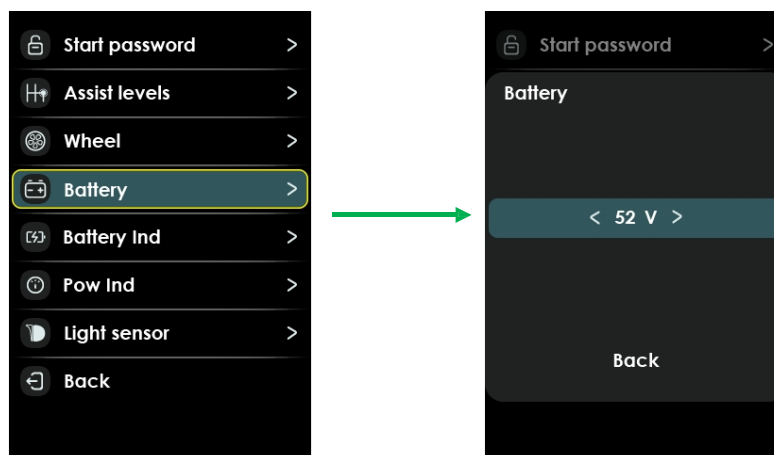 Start password >
Assist levels >
Wheel >
Battery >
Battery Ind >
Pow Ind >
Light sensor >
Back
Start password >
Battery
< 52 V >
Back